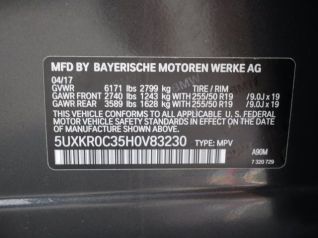 MFD BY BAYERISCHE MOTOREN WERKE AG
04/17
GVWR 6171 lbs 2799 kg TIRE / RIM
GAWR FRONT 2740 lbs 1243 kg 255/50 R19 /9.0J x 19
GAWR REAR 3589 lbs 1628 kg 255/50 R19 /9.0J x 19
THIS VEHICLE CONFORMS TO ALL APPLICABLE U. S. FEDERAL
MOTOR VEHICLE SAFETY STANDARDS IN EFFECT ON THE DATE
OF MANUFACTURE SHOWN ABOVE.
5UXKR0C35H0V83230 TYPE: MPV
A90M
7 320 729